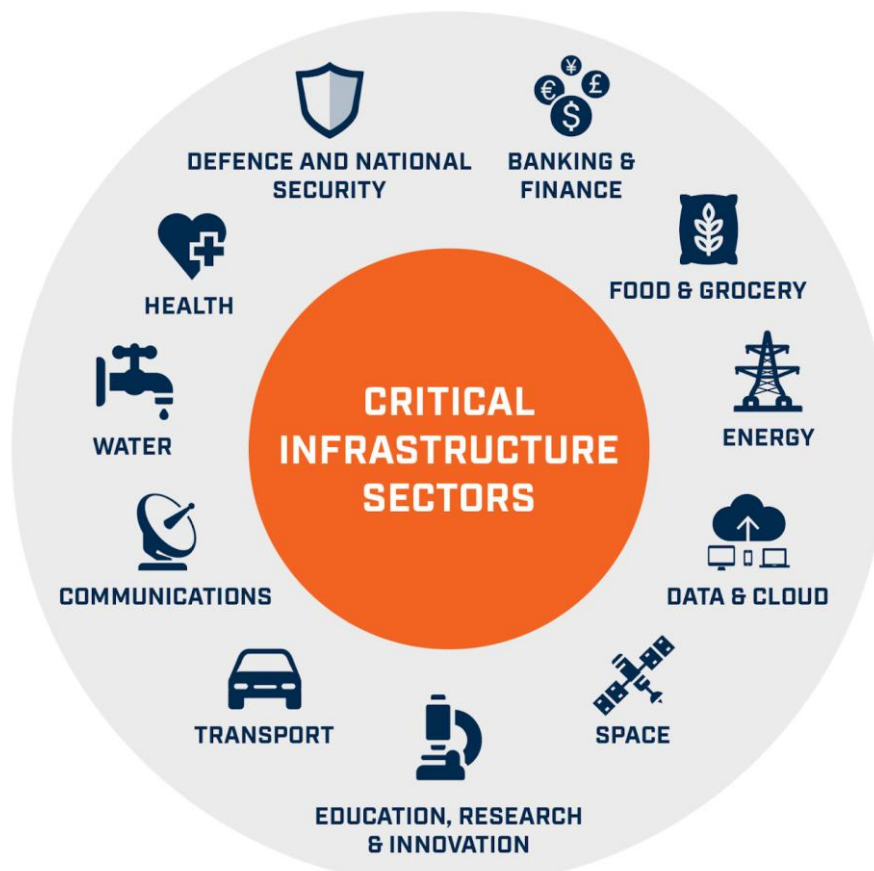 DEFENCE AND NATIONAL
SECURITY
BANKING &
FINANCE
¥
€
£
$
FOOD & GROCERY
HEALTH
ENERGY
WATER
CRITICAL
INFRASTRUCTURE
SECTORS
DATA & CLOUD
COMMUNICATIONS
SPACE
TRANSPORT
EDUCATION, RESEARCH
& INNOVATION